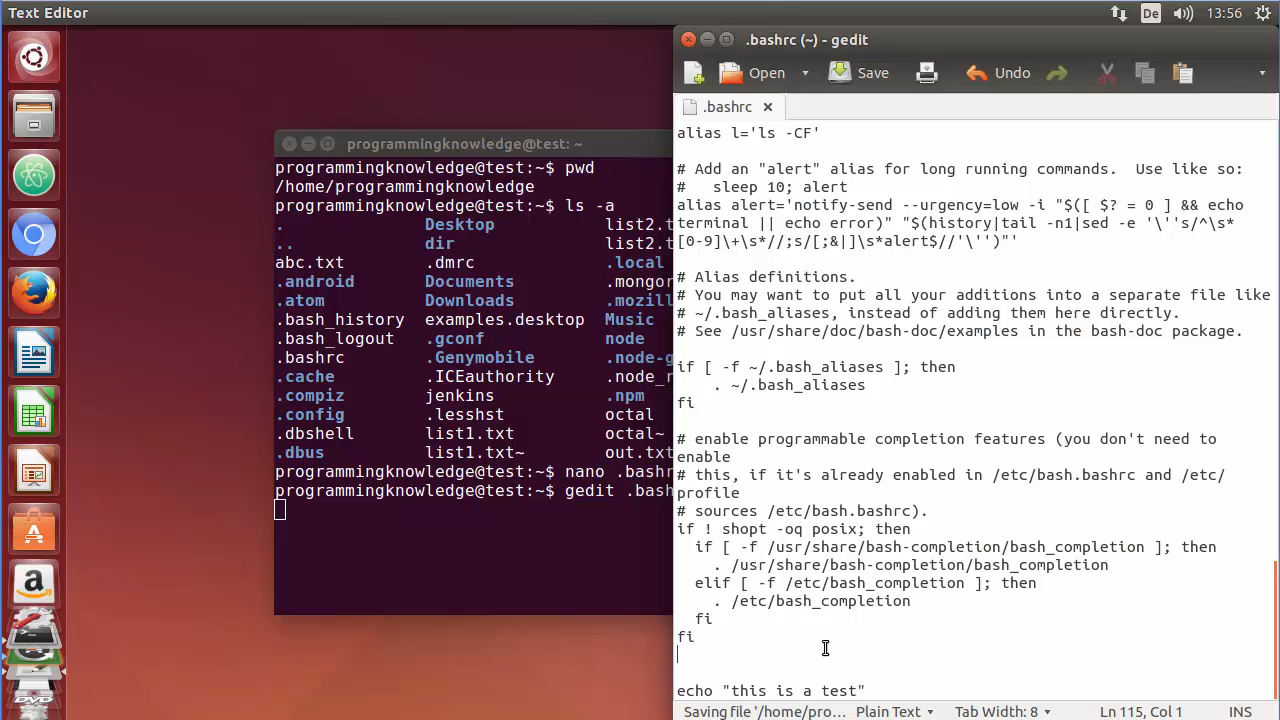 Text Editor
De
13:56
.bashrc (~) - gedit
Open
Save
Undo
.bashrc
programmingknowledge@test: ~
programmingknowledge@test:~$ pwd
/home/programmingknowledge
programmingknowledge@test:~$ ls -a
. Desktop list2.t
.. dir list2.t
abc.txt .dmrc .local
.android Documents .mongor
.atom Downloads .mozill
.bash_history examples.desktop Music
.bash_logout .gconf node
.bashrc .Genymobile .node-g
.cache .ICEauthority .node_r
.compiz jenkins .npm
.config .lesshst octal
.dbshell list1.txt octal~
.dbus list1.txt~ out.txt
programmingknowledge@test:~$ nano .bashr
programmingknowledge@test:~$ gedit .bash
alias l='ls -CF'
# Add an "alert" alias for long running commands.  Use like so:
#   sleep 10; alert
alias alert='notify-send --urgency=low -i "$([ $? = 0 ] && echo
terminal || echo error)" "$(history|tail -n1|sed -e '\''s/^\s*
[0-9]\+\s*//;s/[;&|]\s*alert$//'\'')"'
# Alias definitions.
# You may want to put all your additions into a separate file like
# ~/.bash_aliases, instead of adding them here directly.
# See /usr/share/doc/bash-doc/examples in the bash-doc package.
if [ -f ~/.bash_aliases ]; then
    . ~/.bash_aliases
fi
# enable programmable completion features (you don't need to
enable
# this, if it's already enabled in /etc/bash.bashrc and /etc/
profile
# sources /etc/bash.bashrc).
if ! shopt -oq posix; then
  if [ -f /usr/share/bash-completion/bash_completion ]; then
    . /usr/share/bash-completion/bash_completion
  elif [ -f /etc/bash_completion ]; then
    . /etc/bash_completion
  fi
fi
echo "this is a test"
Saving file '/home/pro... Plain Text Tab Width: 8 Ln 115, Col 1 INS